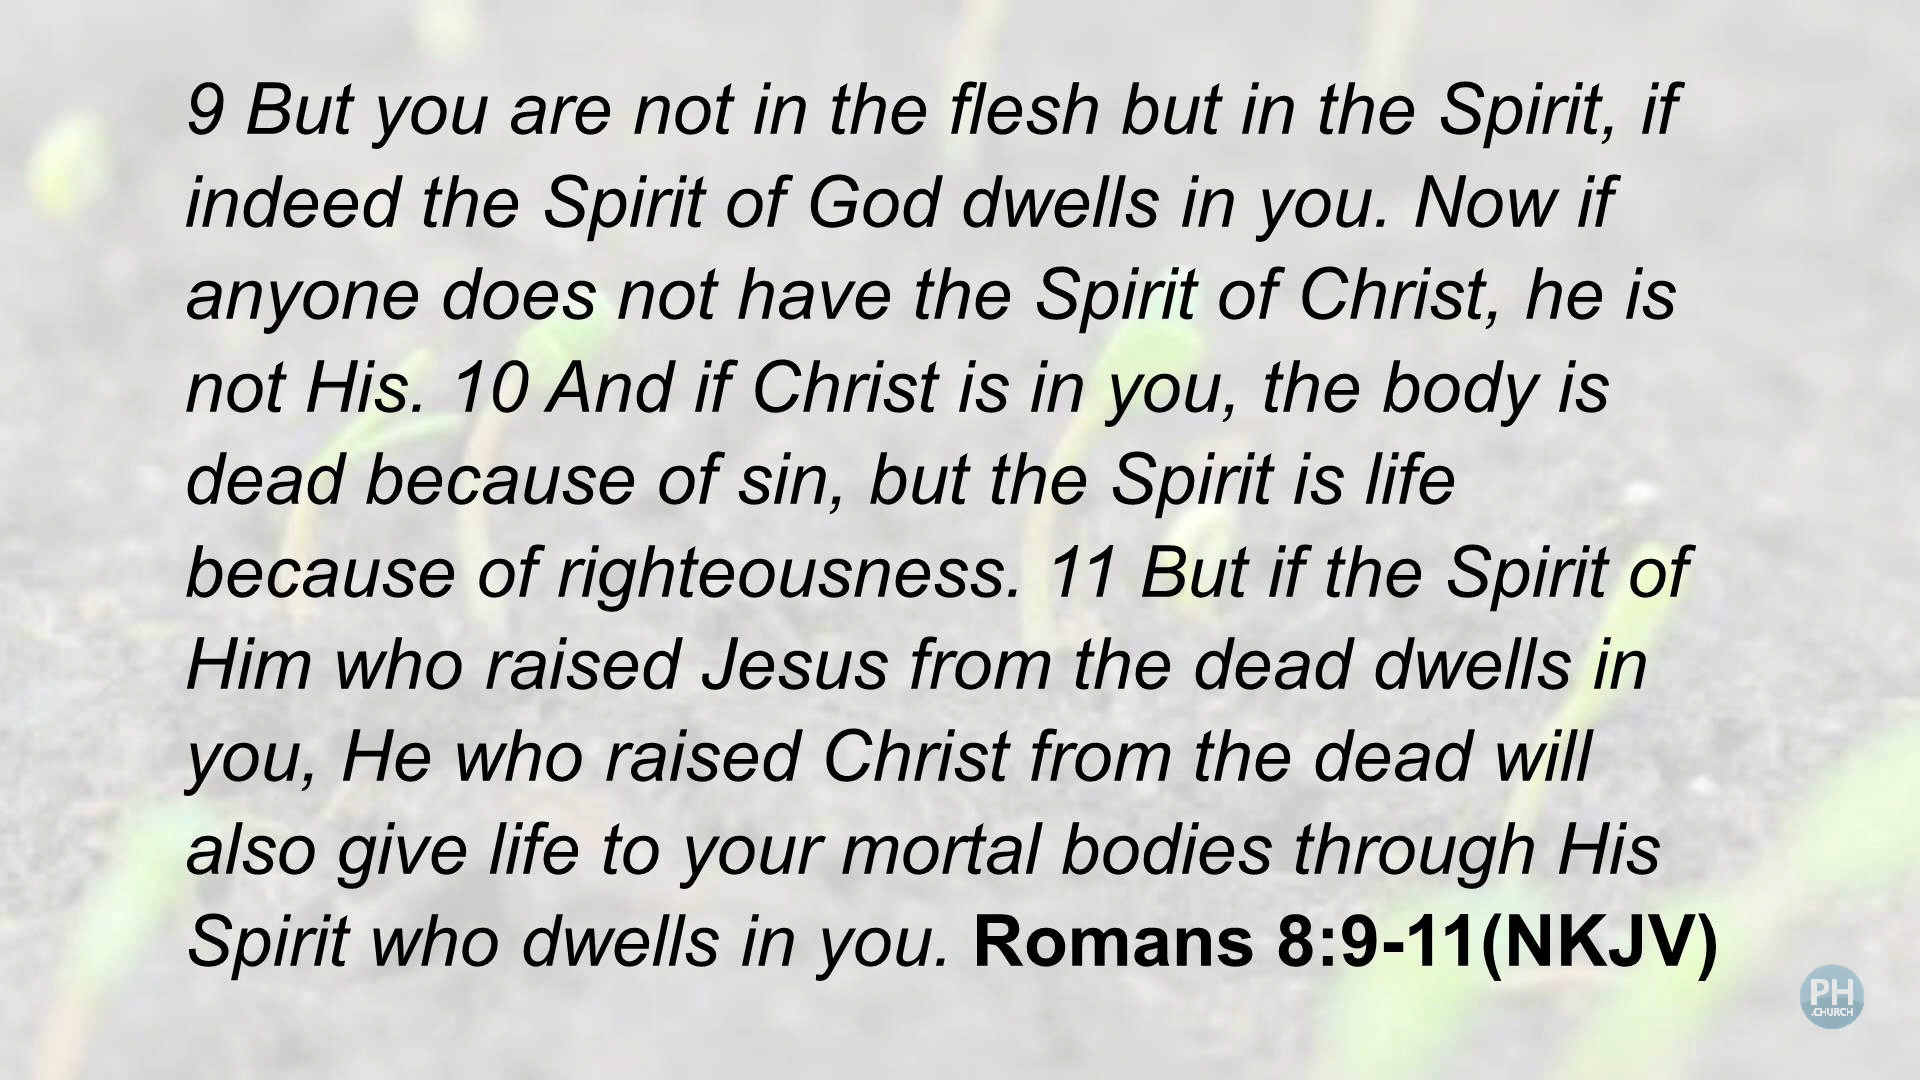 9 But you are not in the flesh but in the Spirit, if
indeed the Spirit of God dwells in you. Now if
anyone does not have the Spirit of Christ, he is
not His. 10 And if Christ is in you, the body is
dead because of sin, but the Spirit is life
because of righteousness. 11 But if the Spirit of
Him who raised Jesus from the dead dwells in
you, He who raised Christ from the dead will
also give life to your mortal bodies through His
Spirit who dwells in you. Romans 8:9-11(NKJV)
PH
.CHURCH